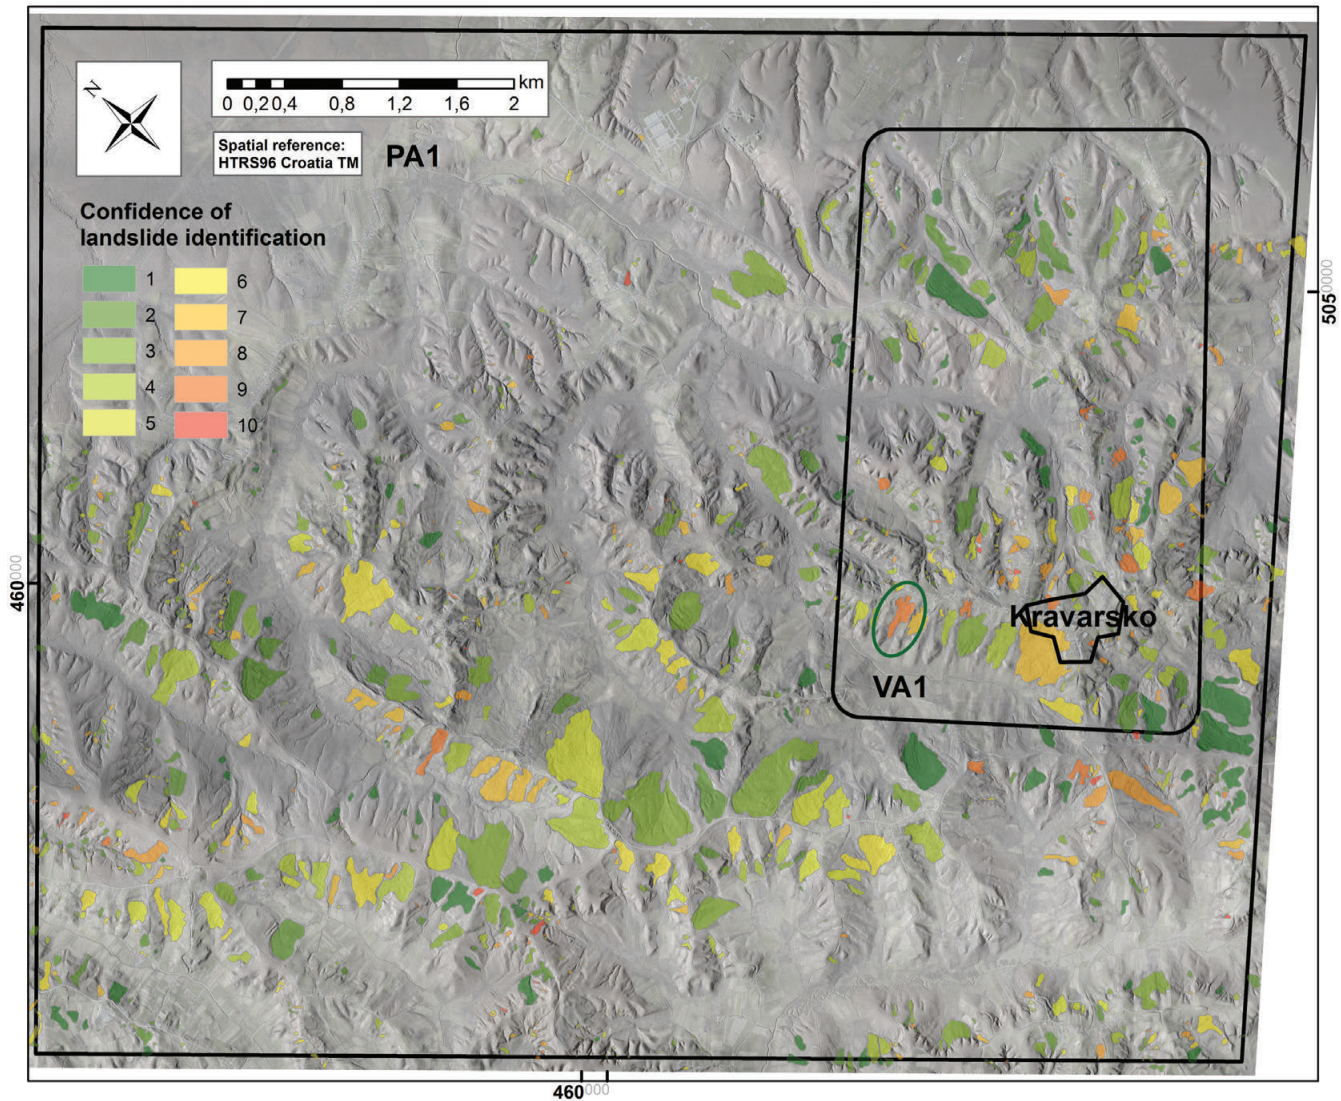 N
km
0 0,2 0,4 0,8 1,2 1,6 2
Spatial reference:
HTRS96 Croatia TM
PA1
Confidence of
landslide identification
1 6
2 7
3 8
4 9
5 10
5050000
460000
Kravarsko
VA1
460000